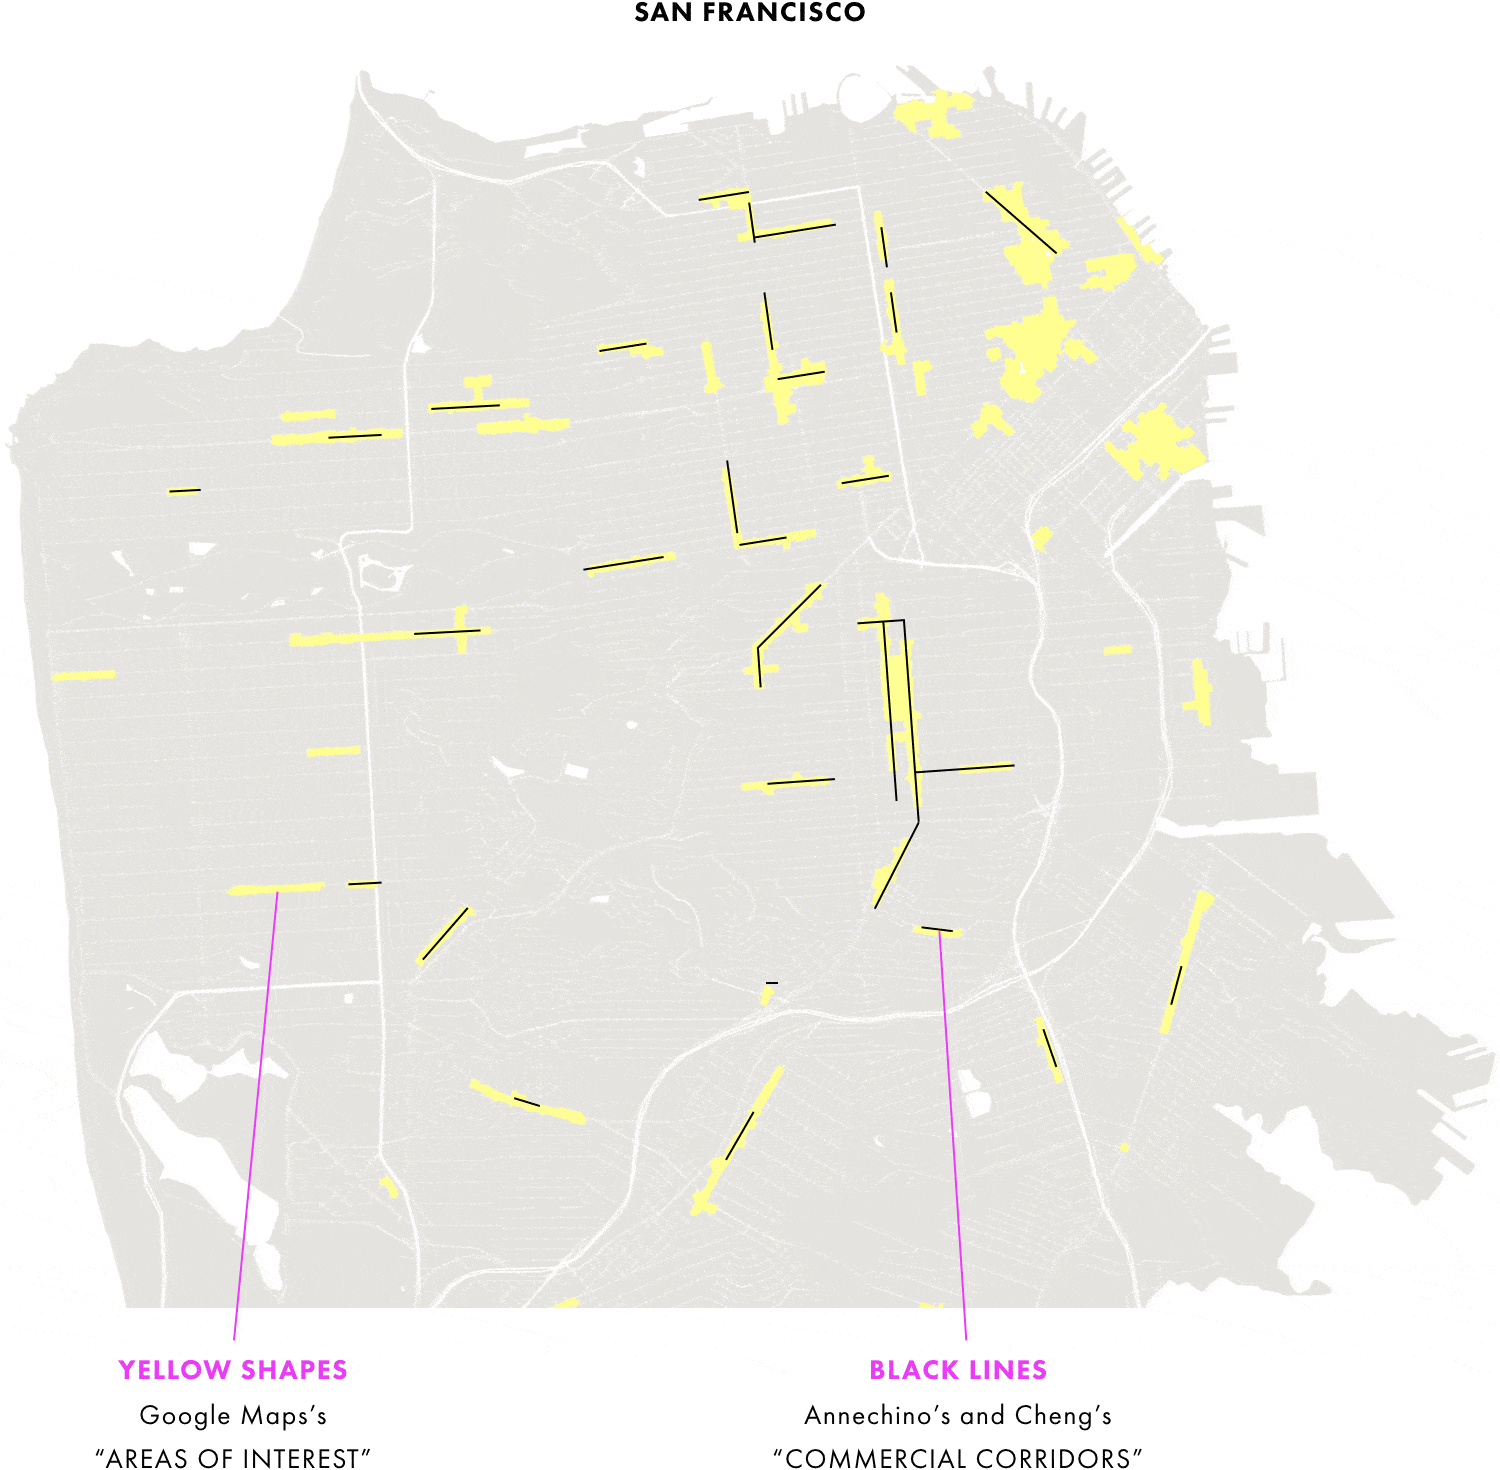 SAN FRANCISCO
YELLOW SHAPES
Google Maps’s
“AREAS OF INTEREST”
BLACK LINES
Annechino’s and Cheng’s
“COMMERCIAL CORRIDORS”